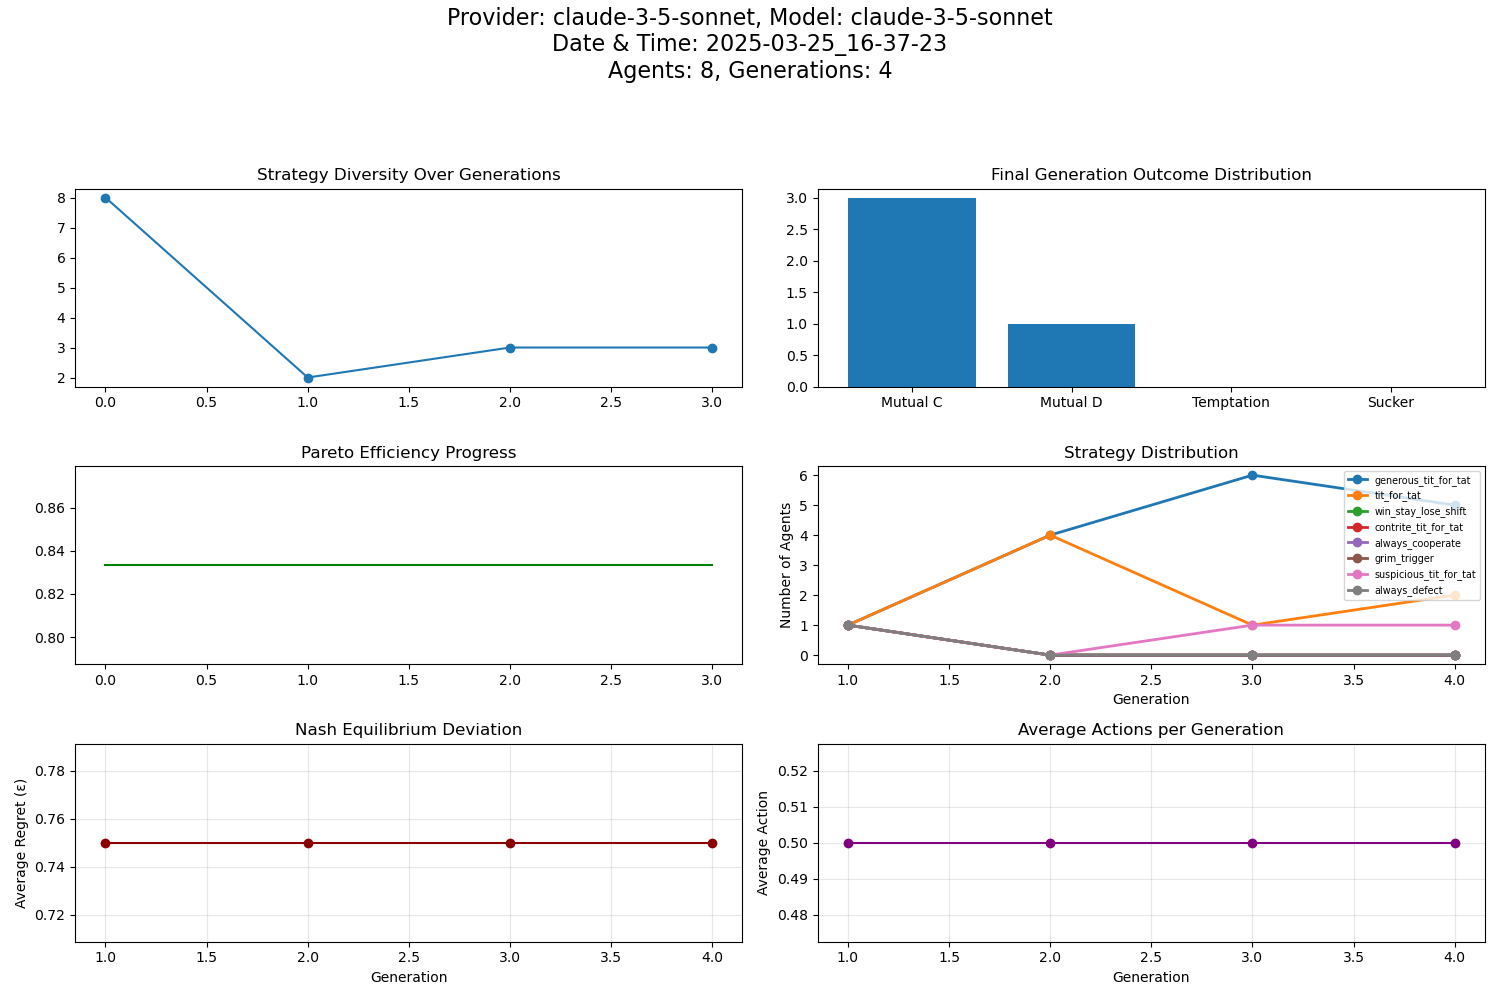 Provider: claude-3-5-sonnet, Model: claude-3-5-sonnet
Date & Time: 2025-03-25_16-37-23
Agents: 8, Generations: 4
Strategy Diversity Over Generations
8
7
6
5
4
3
2
0.0 0.5 1.0 1.5 2.0 2.5 3.0
Final Generation Outcome Distribution
3.0
2.5
2.0
1.5
1.0
0.5
0.0
Mutual C Mutual D Temptation Sucker
Pareto Efficiency Progress
0.86
0.84
0.82
0.80
0.0 0.5 1.0 1.5 2.0 2.5 3.0
Strategy Distribution
Number of Agents
6
5
4
3
2
1
0
generous_tit_for_tat
tit_for_tat
win_stay_lose_shift
contrite_tit_for_tat
always_cooperate
grim_trigger
suspicious_tit_for_tat
always_defect
1.0 1.5 2.0 2.5 3.0 3.5 4.0
Generation
Nash Equilibrium Deviation
Average Regret (ε)
0.78
0.76
0.74
0.72
1.0 1.5 2.0 2.5 3.0 3.5 4.0
Generation
Average Actions per Generation
Average Action
0.52
0.51
0.50
0.49
0.48
1.0 1.5 2.0 2.5 3.0 3.5 4.0
Generation